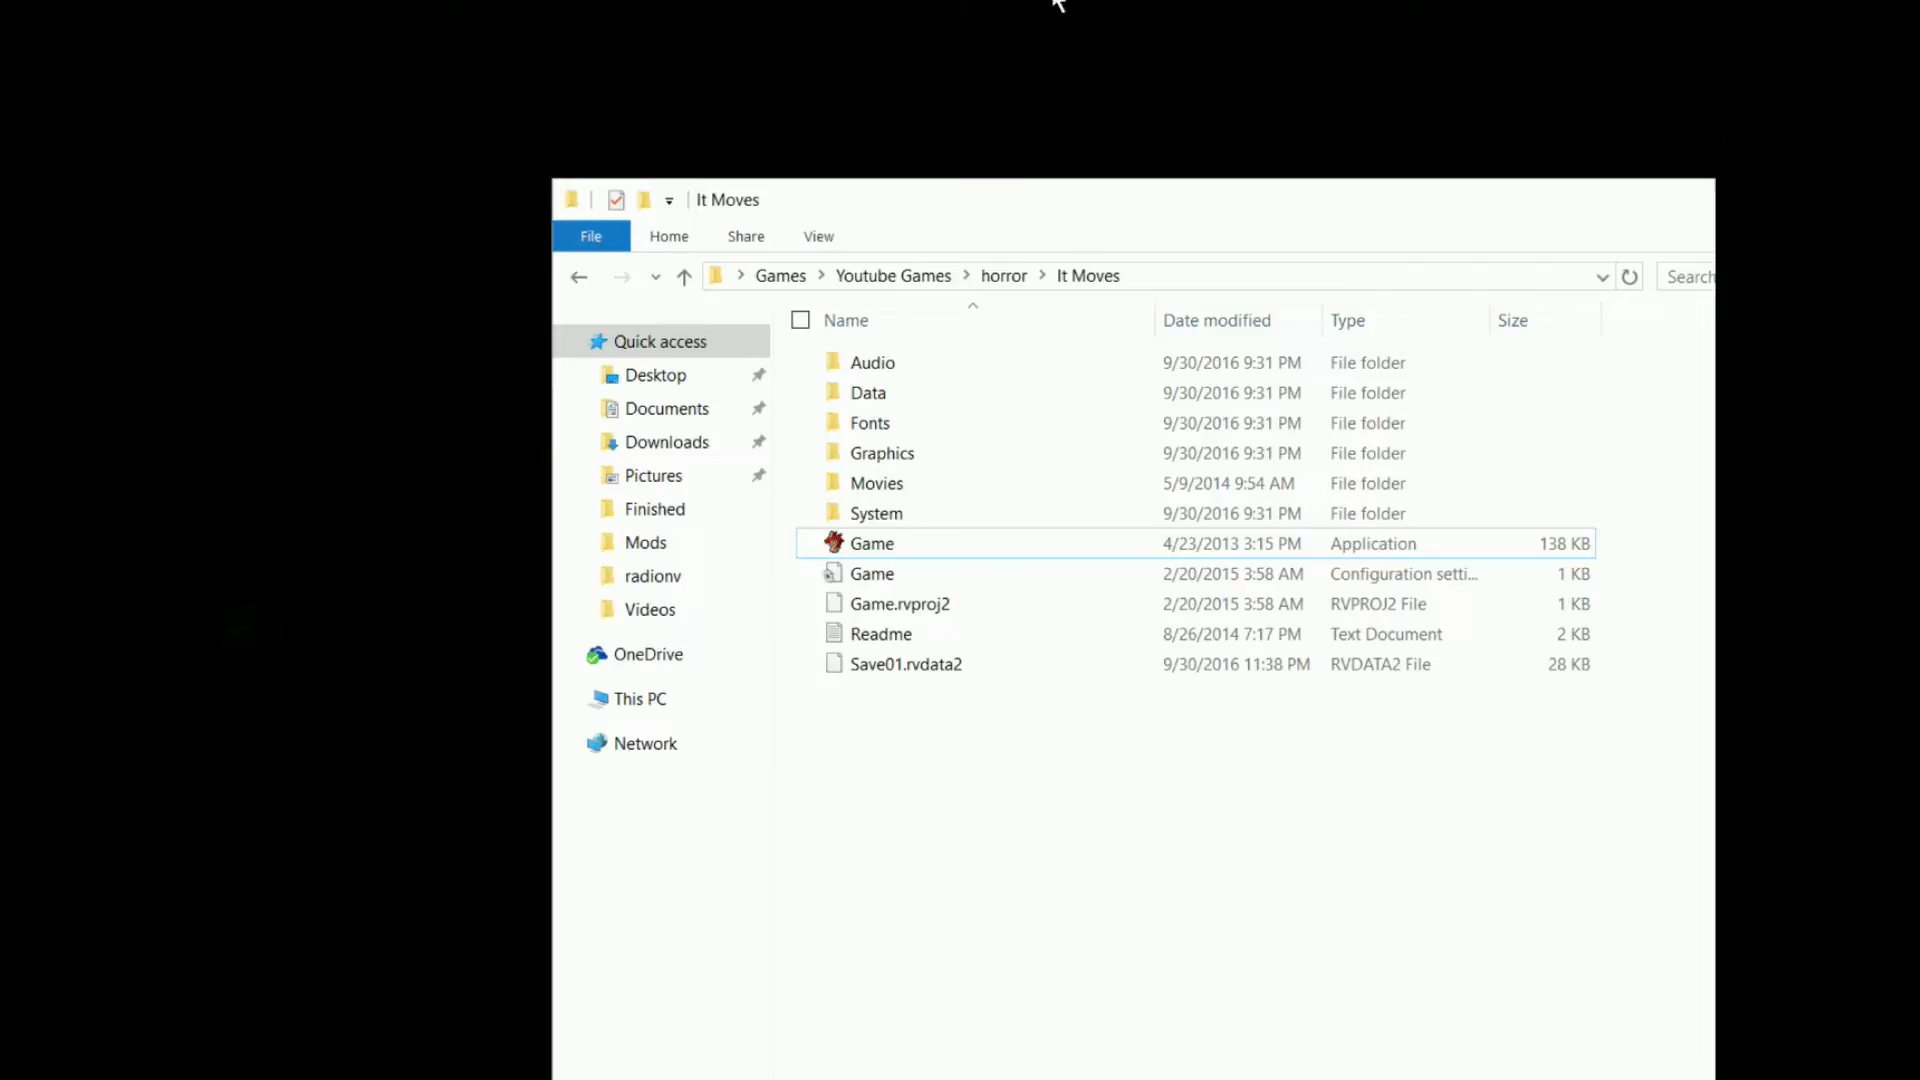 It Moves
File Home Share View
Games Youtube Games horror It Moves Search
Name Date modified Type Size
Quick access
Desktop
Documents
Downloads
Pictures
Finished
Mods
radionv
Videos
OneDrive
This PC
Network
Audio 9/30/2016 9:31 PM File folder
Data 9/30/2016 9:31 PM File folder
Fonts 9/30/2016 9:31 PM File folder
Graphics 9/30/2016 9:31 PM File folder
Movies 5/9/2014 9:54 AM File folder
System 9/30/2016 9:31 PM File folder
Game 4/23/2013 3:15 PM Application 138 KB
Game 2/20/2015 3:58 AM Configuration setti... 1 KB
Game.rvproj2 2/20/2015 3:58 AM RVPROJ2 File 1 KB
Readme 8/26/2014 7:17 PM Text Document 2 KB
Save01.rvdata2 9/30/2016 11:38 PM RVDATA2 File 28 KB